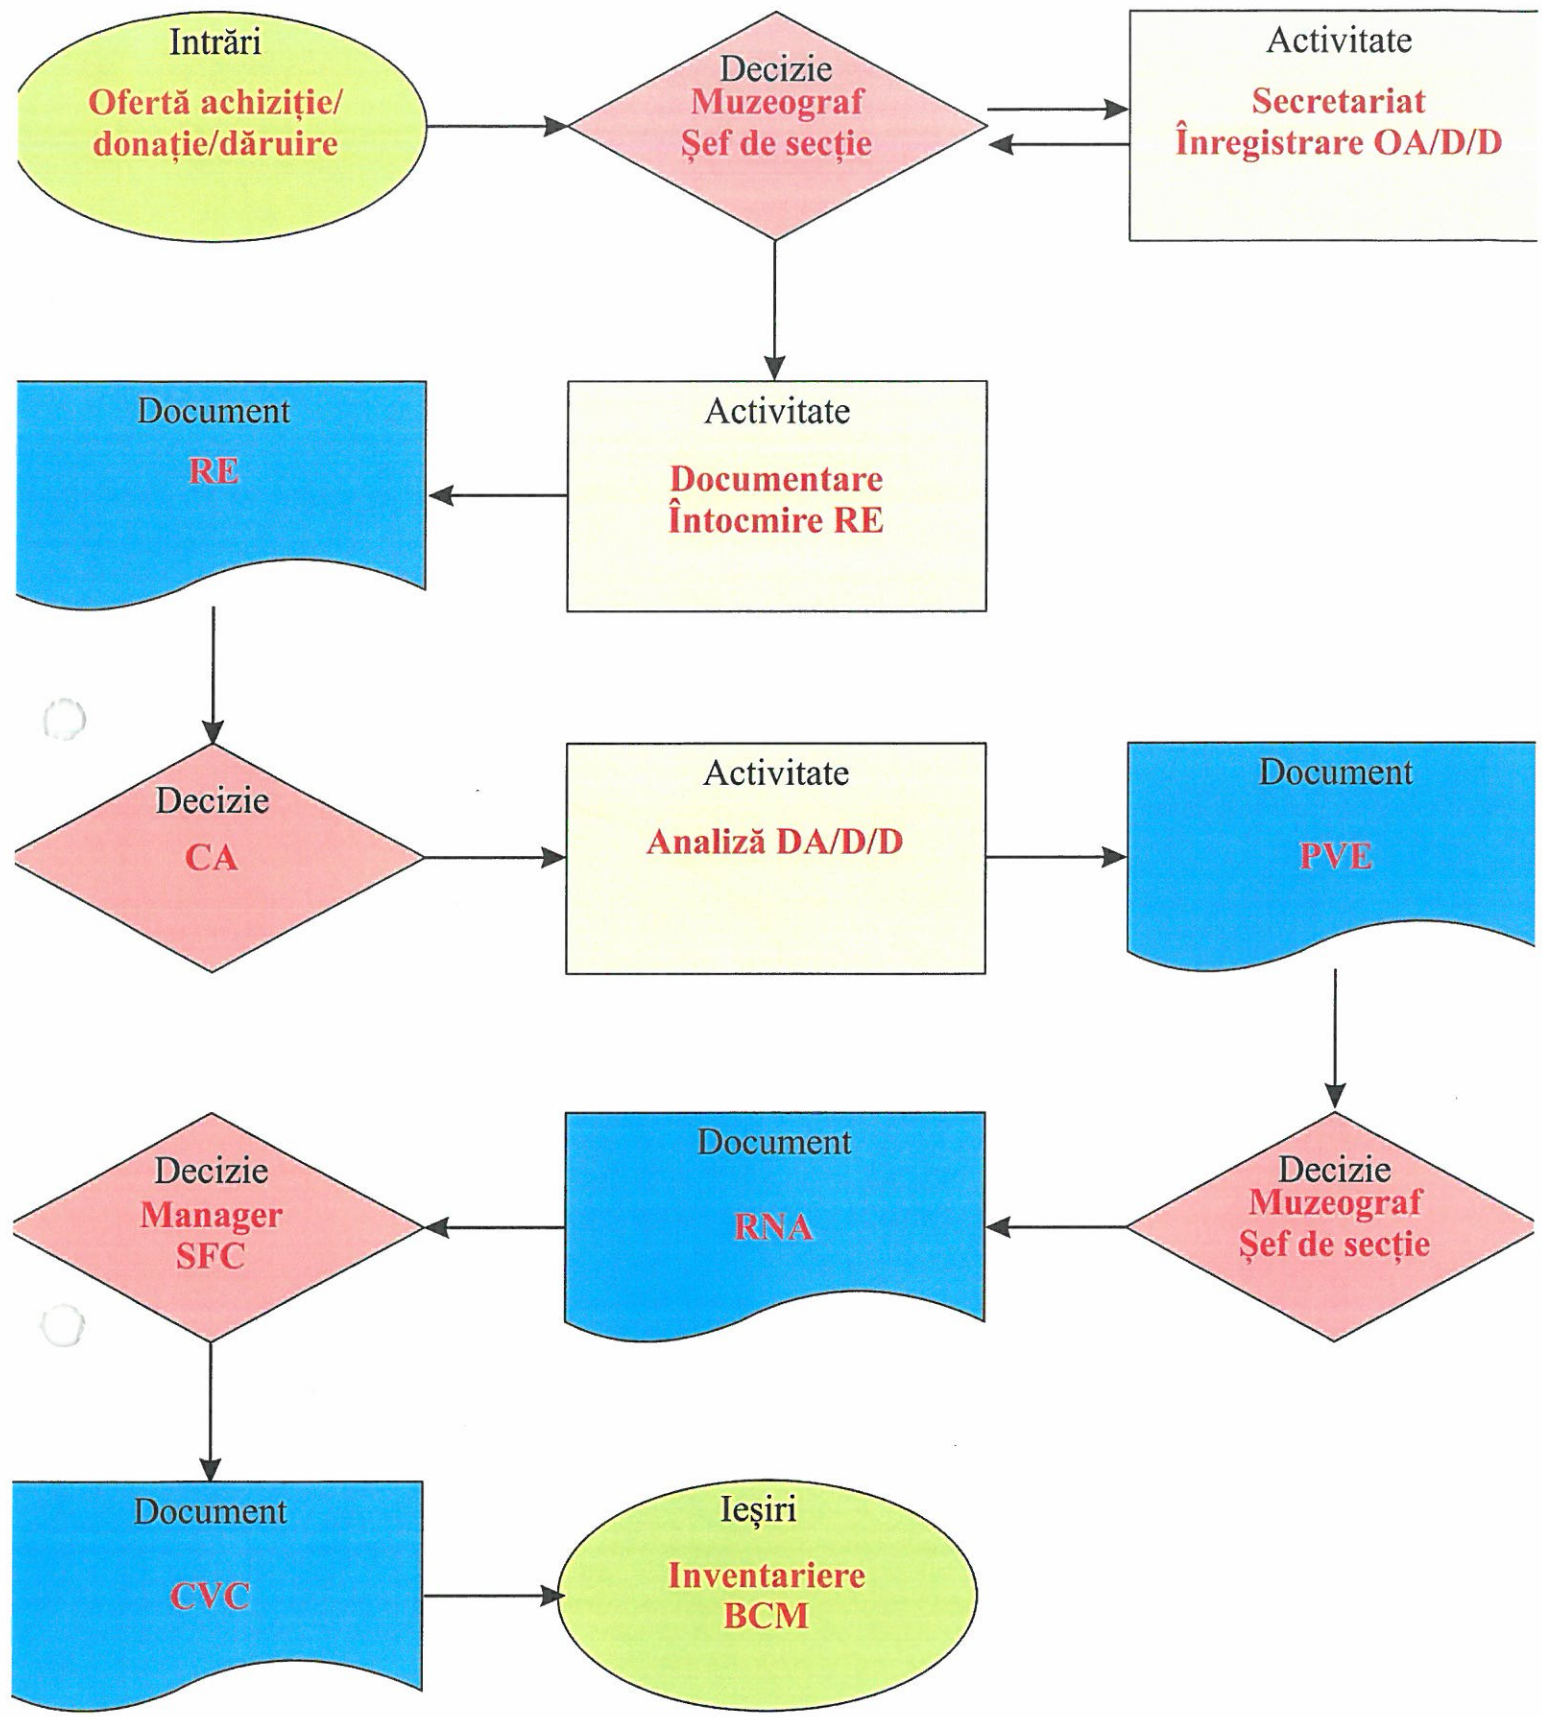 Intrări
Ofertă achiziție/
donație/dăruire
Decizie
Muzeograf
Șef de secție
Activitate
Secretariat
Înregistrare OA/D/D
Document
RE
Activitate
Documentare
Întocmire RE
Decizie
CA
Activitate
Analiză DA/D/D
Document
PVE
Decizie
Manager
SFC
Document
RNA
Decizie
Muzeograf
Șef de secție
Document
CVC
Ieșiri
Inventariere
BCM